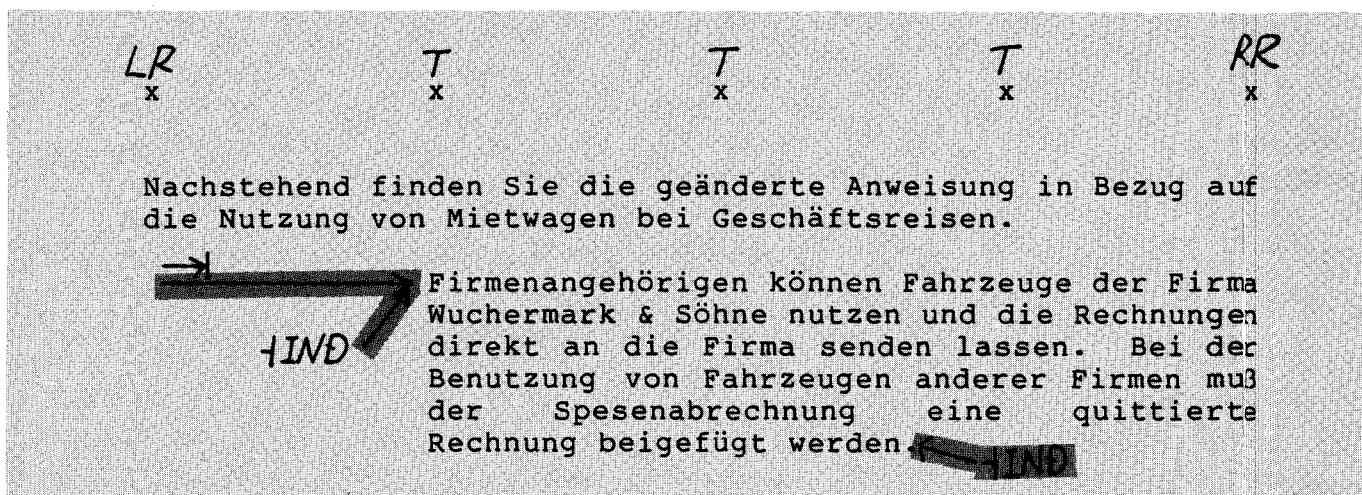 LR T T T RR
x x x x x
Nachstehend finden Sie die geänderte Anweisung in Bezug auf
die Nutzung von Mietwagen bei Geschäftsreisen.
Firmenangehörigen können Fahrzeuge der Firma
Wuchermark & Söhne nutzen und die Rechnungen
⊣IND direkt an die Firma senden lassen. Bei der
Benutzung von Fahrzeugen anderer Firmen muß
der Spesenabrechnung eine quittierte
Rechnung beigefügt werden.
⊣IND